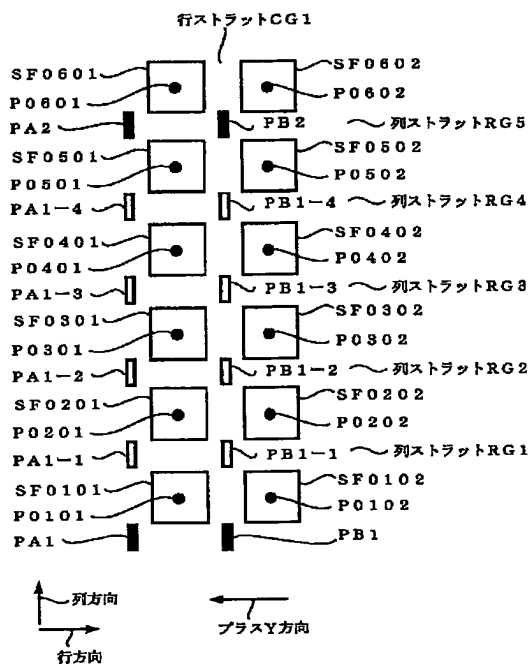 行ストラットCG1
SF0601 SF0602
P0601 P0602
PA2 PB2 列ストラットRG5
SF0501 SF0502
P0501 P0502
PA1-4 PB1-4 列ストラットRG4
SF0401 SF0402
P0401 P0402
PA1-3 PB1-3 列ストラットRG3
SF0301 SF0302
P0301 P0302
PA1-2 PB1-2 列ストラットRG2
SF0201 SF0202
P0201 P0202
PA1-1 PB1-1 列ストラットRG1
SF0101 SF0102
P0101 P0102
PA1 PB1
列方向
行方向
プラスY方向